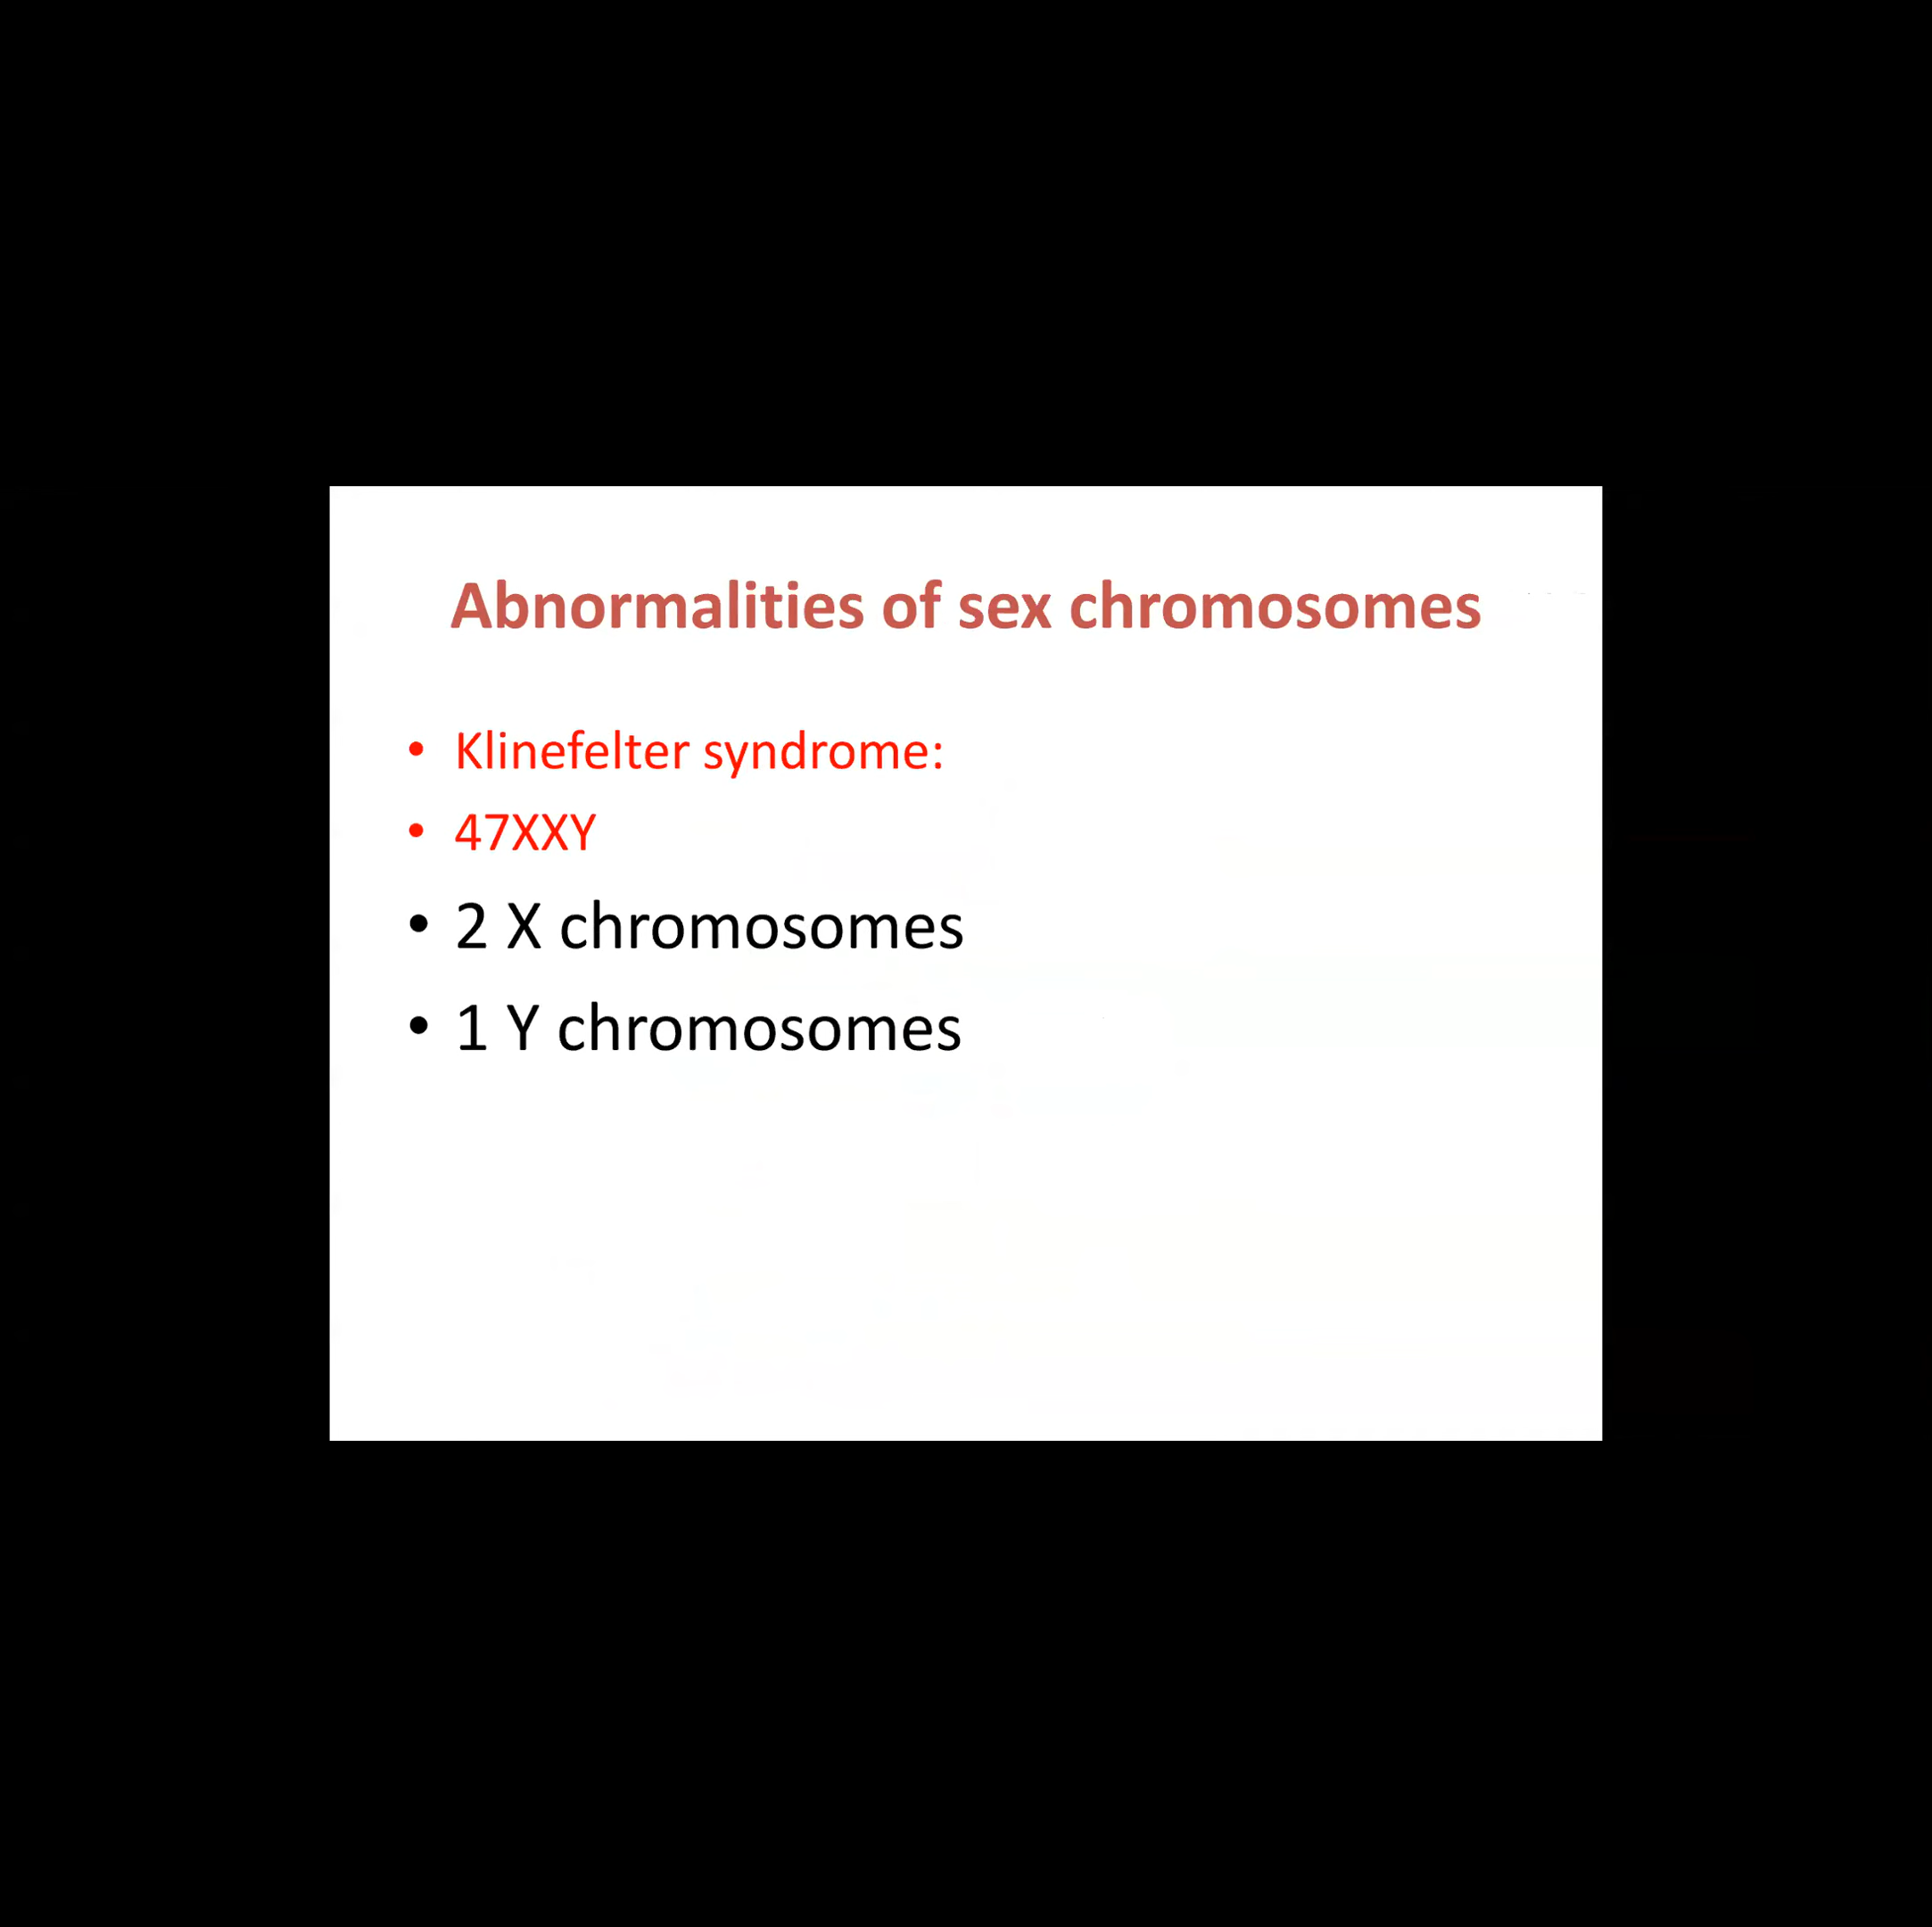 Abnormalities of sex chromosomes
• Klinefelter syndrome:
• 47XXY
• 2 X chromosomes
• 1 Y chromosomes